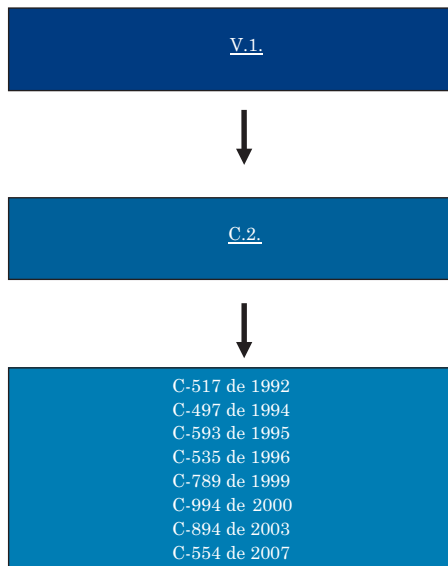 V.1.
C.2.
C-517 de 1992
C-497 de 1994
C-593 de 1995
C-535 de 1996
C-789 de 1999
C-994 de 2000
C-894 de 2003
C-554 de 2007